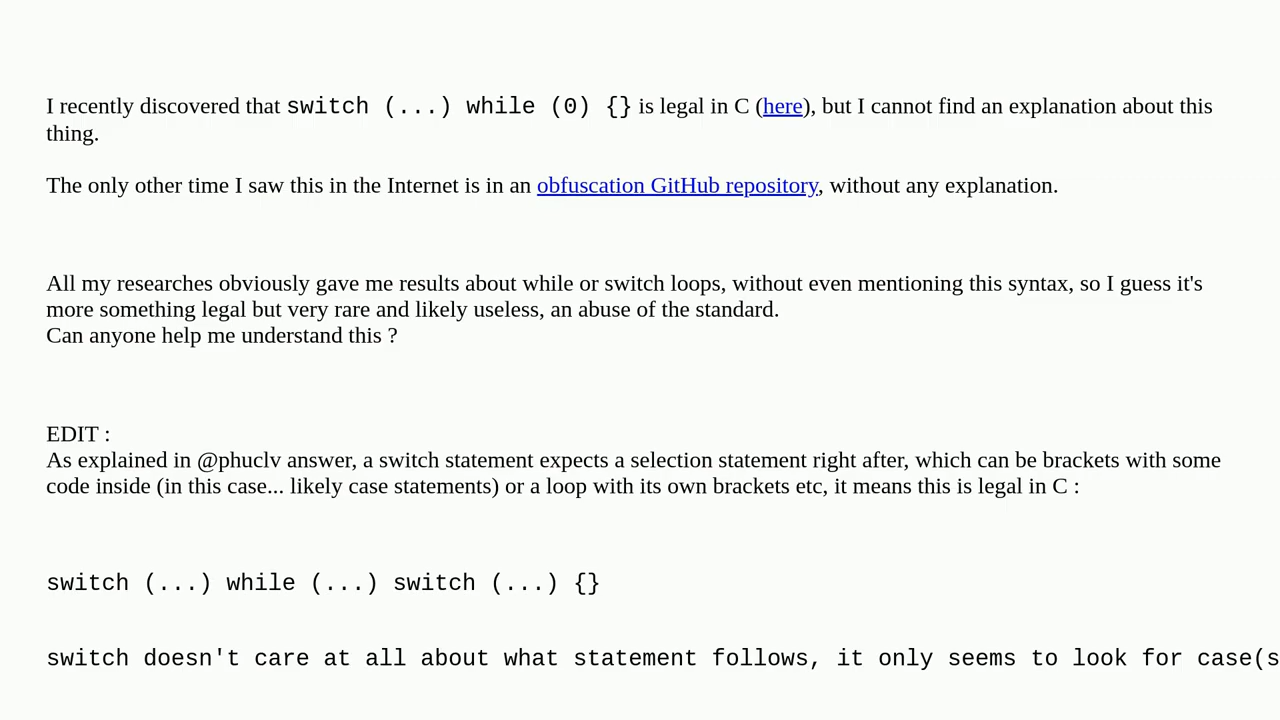 I recently discovered that switch (...) while (0) {} is legal in C (here), but I cannot find an explanation about this
thing.
The only other time I saw this in the Internet is in an obfuscation GitHub repository, without any explanation.
All my researches obviously gave me results about while or switch loops, without even mentioning this syntax, so I guess it's
more something legal but very rare and likely useless, an abuse of the standard.
Can anyone help me understand this ?
EDIT :
As explained in @phuclv answer, a switch statement expects a selection statement right after, which can be brackets with some
code inside (in this case... likely case statements) or a loop with its own brackets etc, it means this is legal in C :
switch (...) while (...) switch (...) {}
switch doesn't care at all about what statement follows, it only seems to look for case(s